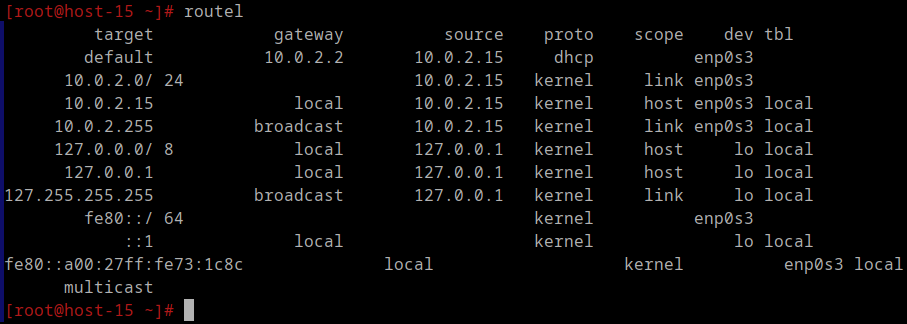 [root@host-15 ~]# routel
target gateway source proto scope dev tbl
default 10.0.2.2 10.0.2.15 dhcp enp0s3
10.0.2.0/ 24 10.0.2.15 kernel link enp0s3
10.0.2.15 local 10.0.2.15 kernel host enp0s3 local
10.0.2.255 broadcast 10.0.2.15 kernel link enp0s3 local
127.0.0.0/ 8 local 127.0.0.1 kernel host lo local
127.0.0.1 local 127.0.0.1 kernel host lo local
127.255.255.255 broadcast 127.0.0.1 kernel link lo local
fe80::/ 64 kernel enp0s3
::1 local kernel lo local
fe80::a00:27ff:fe73:1c8c local kernel enp0s3 local
multicast
[root@host-15 ~]#